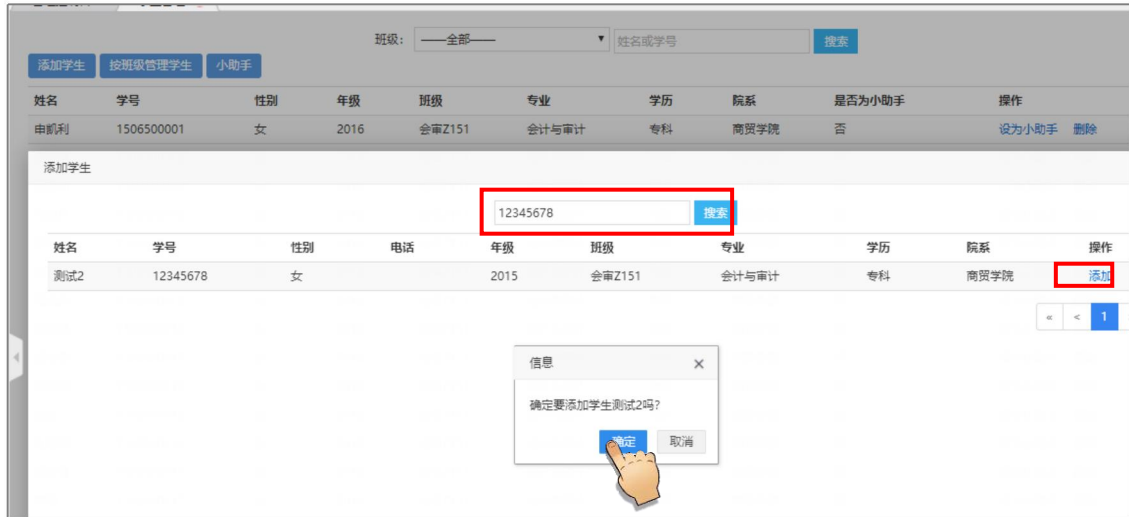 班级: ——全部—— 姓名或学号 搜索
添加学生 按班级管理学生 小助手
姓名 学号 性别 年级 班级 专业 学历 院系 是否为小助手 操作
申凯利 1506500001 女 2016 会审Z151 会计与审计 专科 商贸学院 否 设为小助手 删除
添加学生
12345678 搜索
姓名 学号 性别 电话 年级 班级 专业 学历 院系 操作
测试2 12345678 女 2015 会审Z151 会计与审计 专科 商贸学院 添加
« < 1
信息 ×
确定要添加学生测试2吗?
确定 取消